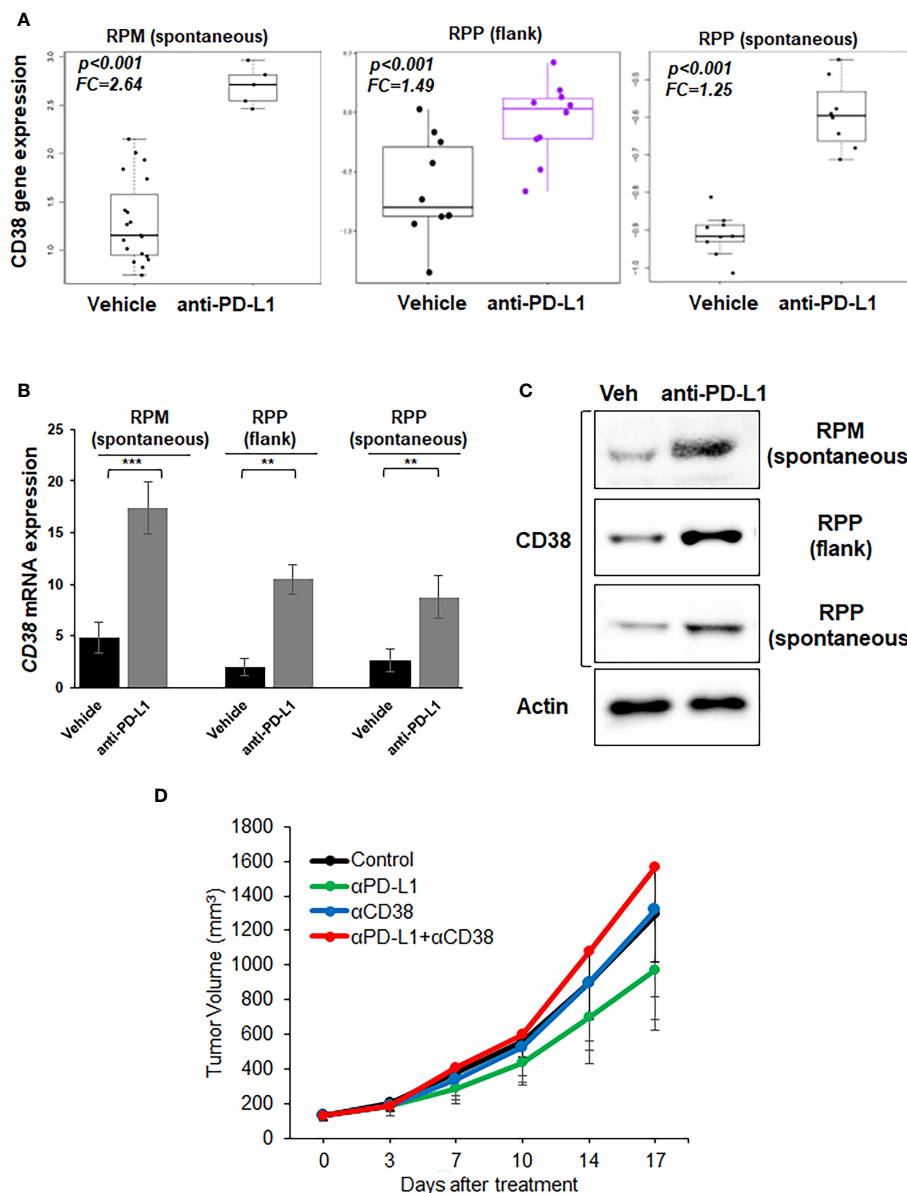 A
RPM (spontaneous)
RPP (flank)
RPP (spontaneous)
CD38 gene expression
p<0.001
FC=2.64
3.0
2.5
2.0
1.5
1.0
p<0.001
FC=1.49
0.5
0.0
-0.5
-1.0
p<0.001
FC=1.25
-0.5
-0.6
-0.7
-0.8
-0.9
-1.0
Vehicle anti-PD-L1
Vehicle anti-PD-L1
Vehicle anti-PD-L1
B
RPM
(spontaneous)
RPP
(flank)
RPP
(spontaneous)
***
**
**
CD38 mRNA expression
25
20
15
10
5
0
Vehicle
anti-PD-L1
Vehicle
anti-PD-L1
Vehicle
anti-PD-L1
C
Veh anti-PD-L1
RPM
(spontaneous
CD38
RPP
(flank)
RPP
(spontaneous
Actin
D
Tumor Volume (mm³)
1800
1600
1400
1200
1000
800
600
400
200
0
Control
αPD-L1
αCD38
αPD-L1+αCD38
0 3 7 10 14 17
Days after treatment